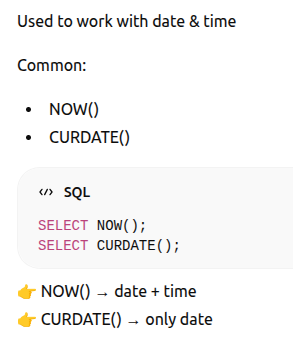 Used to work with date & time
Common:
• NOW()
• CURDATE()
</> SQL
SELECT NOW();
SELECT CURDATE();
👉 NOW() → date + time
👉 CURDATE() → only date